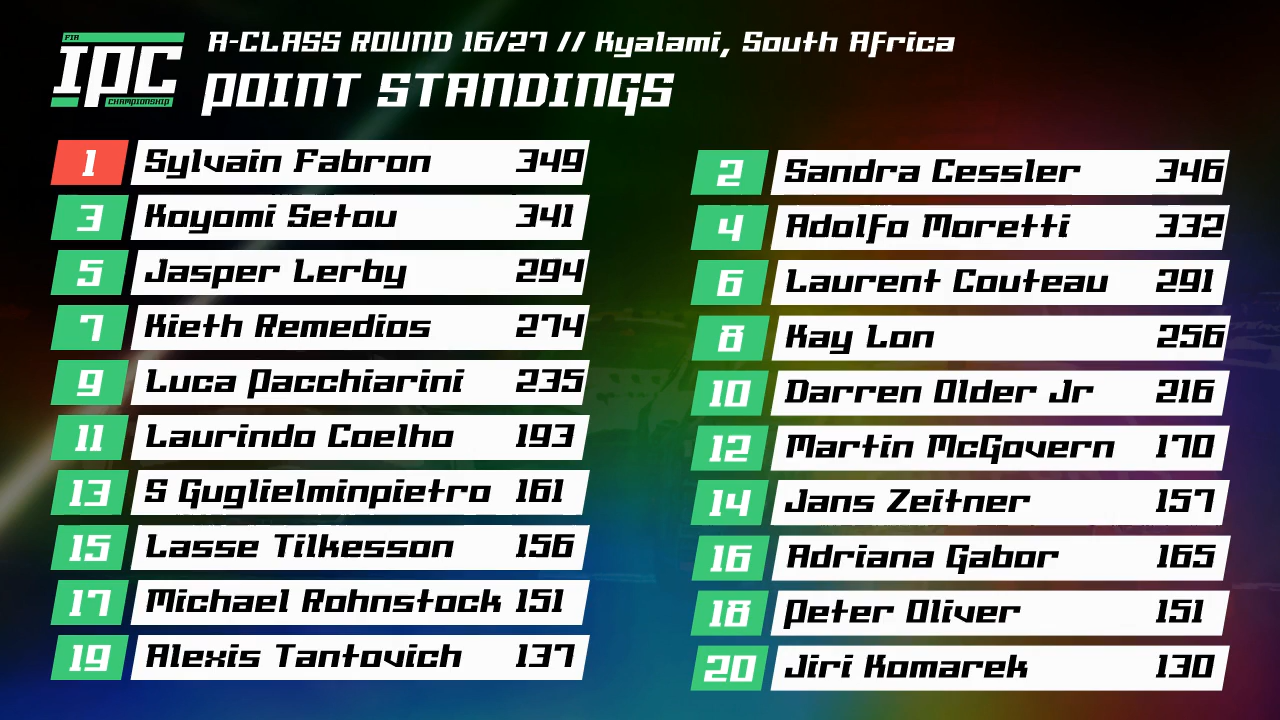 FIA
IPC
CHAMPIONSHIP
A-CLASS ROUND 16/27 // Kyalami, South Africa
POINT STANDINGS
1 Sylvain Fabron 349
2 Sandra Cessler 346
3 Koyomi Setou 341
4 Adolfo Moretti 332
5 Jasper Lerby 294
6 Laurent Couteau 291
7 Kieth Remedios 274
8 Kay Lon 256
9 Luca Pacchiarini 235
10 Darren Older Jr 216
11 Laurindo Coelho 193
12 Martin McGovern 170
13 S Guglielminpietro 161
14 Jans Zeitner 157
15 Lasse Tilkesson 156
16 Adriana Gabor 165
17 Michael Rohnstock 151
18 Peter Oliver 151
19 Alexis Tantovich 137
20 Jiri Komarek 130